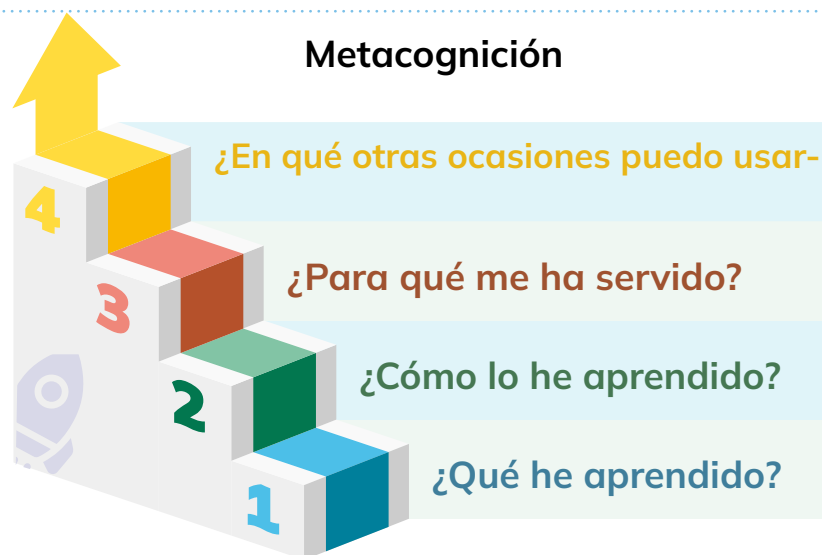 Metacognición
4 ¿En qué otras ocasiones puedo usar-
3 ¿Para qué me ha servido?
2 ¿Cómo lo he aprendido?
1 ¿Qué he aprendido?